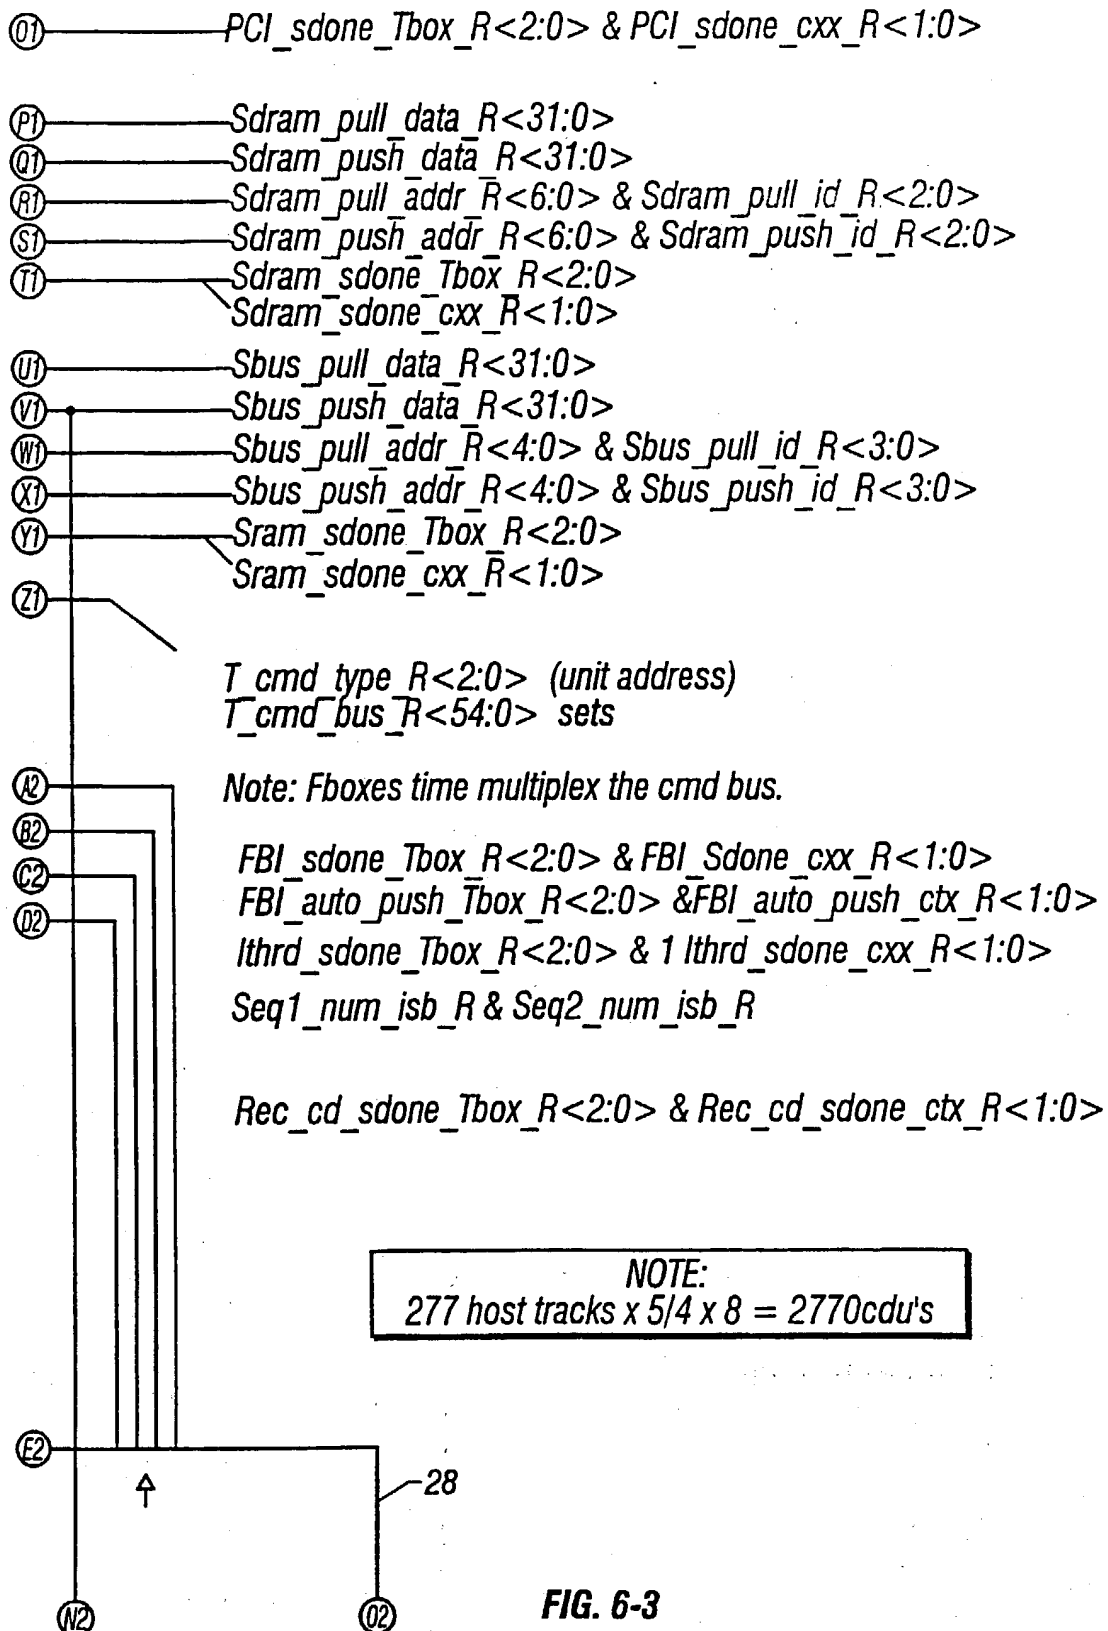 O1 PCI_sdone_Tbox_R<2:0> & PCI_sdone_cxx_R<1:0>
P1 Sdram_pull_data_R<31:0>
Q1 Sdram_push_data_R<31:0>
R1 Sdram_pull_addr_R<6:0> & Sdram_pull_id_R<2:0>
S1 Sdram_push_addr_R<6:0> & Sdram_push_id_R<2:0>
T1 Sdram_sdone_Tbox_R<2:0>
Sdram_sdone_cxx_R<1:0>
U1 Sbus_pull_data_R<31:0>
V1 Sbus_push_data_R<31:0>
W1 Sbus_pull_addr_R<4:0> & Sbus_pull_id_R<3:0>
X1 Sbus_push_addr_R<4:0> & Sbus_push_id_R<3:0>
Y1 Sram_sdone_Tbox_R<2:0>
Sram_sdone_cxx_R<1:0>
Z1
T_cmd_type_R<2:0> (unit address)
T_cmd_bus_R<54:0> sets
A2 Note: Fboxes time multiplex the cmd bus.
B2
FBI_sdone_Tbox_R<2:0> & FBI_Sdone_cxx_R<1:0>
C2
FBI_auto_push_Tbox_R<2:0> &FBI_auto_push_ctx_R<1:0>
D2
Ithrd_sdone_Tbox_R<2:0> & 1 Ithrd_sdone_cxx_R<1:0>
Seq1_num_isb_R & Seq2_num_isb_R
Rec_cd_sdone_Tbox_R<2:0> & Rec_cd_sdone_ctx_R<1:0>
NOTE:
277 host tracks x 5/4 x 8 = 2770cdu's
E2
28
N2 O2 FIG. 6-3